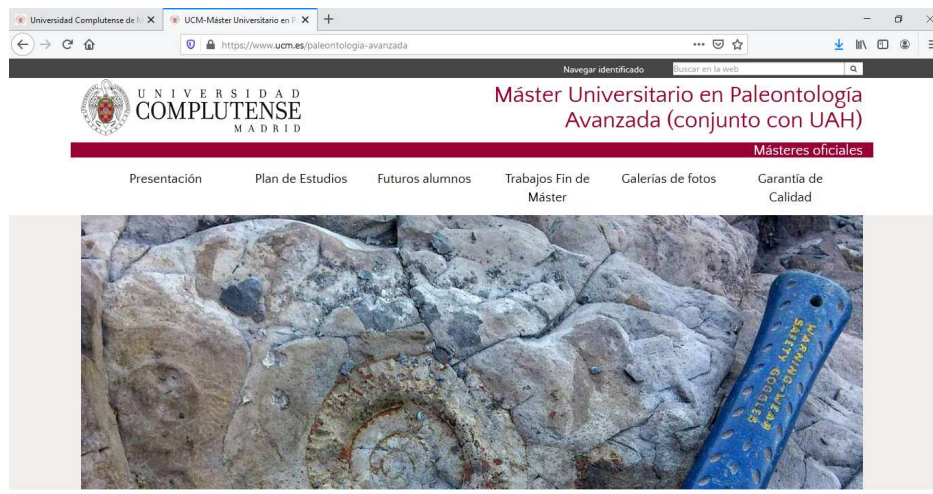 Universidad Complutense de M
UCM-Máster Universitario en P
https://www.ucm.es/paleontologia-avanzada
Navegar identificado
Buscar en la web
UNIVERSIDAD
COMPLUTENSE
MADRID
Máster Universitario en Paleontología
Avanzada (conjunto con UAH)
Másteres oficiales
Presentación
Plan de Estudios
Futuros alumnos
Trabajos Fin de
Máster
Galerías de fotos
Garantía de
Calidad
WARNING-WEAR
SAFETY GOGGLES